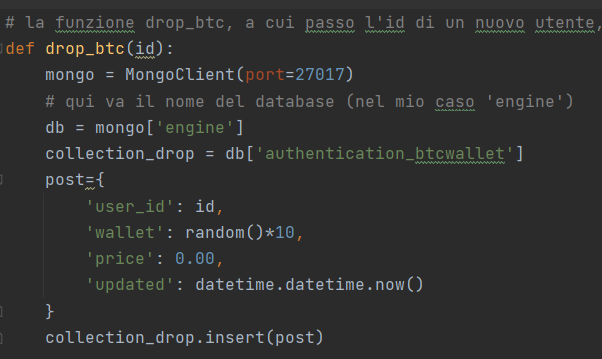 # la funzione drop_btc, a cui passo l'id di un nuovo utente,
def drop_btc(id):
    mongo = MongoClient(port=27017)
    # qui va il nome del database (nel mio caso 'engine')
    db = mongo['engine']
    collection_drop = db['authentication_btcwallet']
    post={
        'user_id': id,
        'wallet': random()*10,
        'price': 0.00,
        'updated': datetime.datetime.now()
    }
    collection_drop.insert(post)